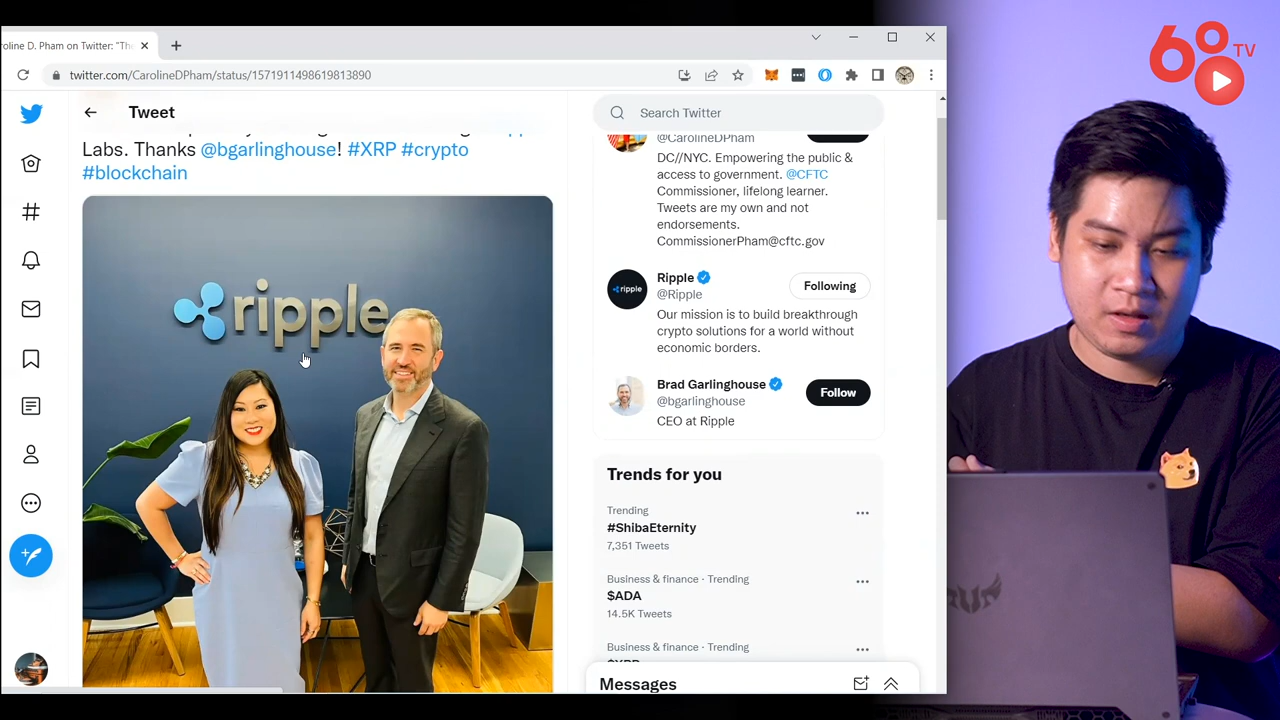 oline D. Pham on Twitter: "The
twitter.com/CarolineDPham/status/1571911498619813890
Tweet
Labs. Thanks @bgarlinghouse! #XRP #crypto
#blockchain
ripple
Search Twitter
@CarolineDPham
DC//NYC. Empowering the public &
access to government. @CFTC
Commissioner, lifelong learner.
Tweets are my own and not
endorsements.
CommissionerPham@cftc.gov
ripple
Ripple
Following
@Ripple
Our mission is to build breakthrough
crypto solutions for a world without
economic borders.
Brad Garlinghouse
Follow
@bgarlinghouse
CEO at Ripple
Trends for you
Trending
#ShibaEternity
7,351 Tweets
Business & finance · Trending
$ADA
14.5K Tweets
Business & finance · Trending
Messages
68
TV